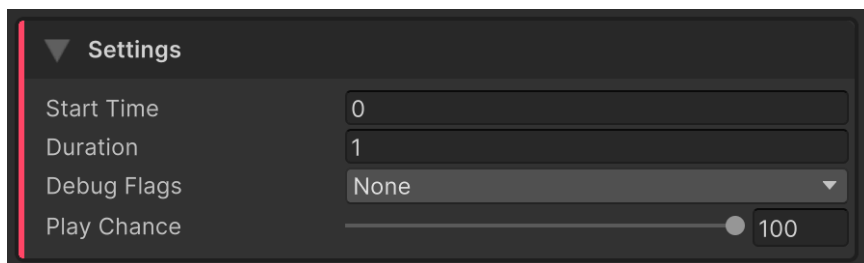 Settings
Start Time 0
Duration 1
Debug Flags None
Play Chance 100